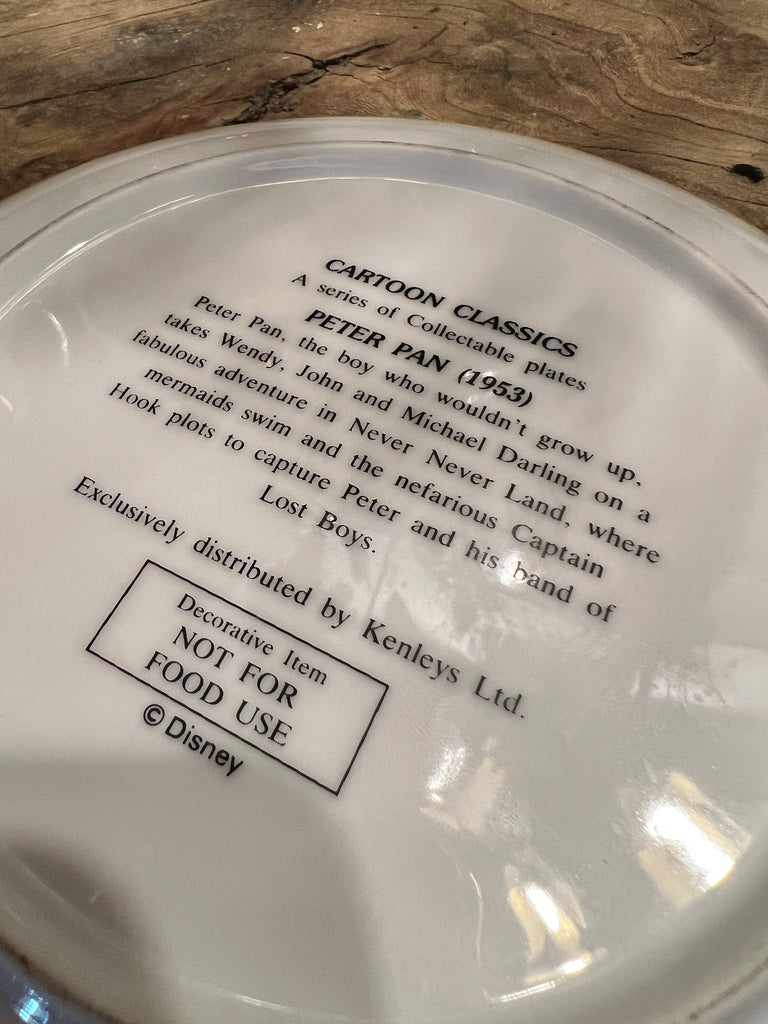 CARTOON CLASSICS
A series of Collectable plates
PETER PAN (1953)
Peter Pan, the boy who wouldn't grow up,
takes Wendy, John and Michael Darling on a
fabulous adventure in Never Never Land, where
mermaids swim and the nefarious Captain
Hook plots to capture Peter and his band of
Lost Boys.
Exclusively distributed by Kenleys Ltd.
Decorative Item
NOT FOR
FOOD USE
© Disney